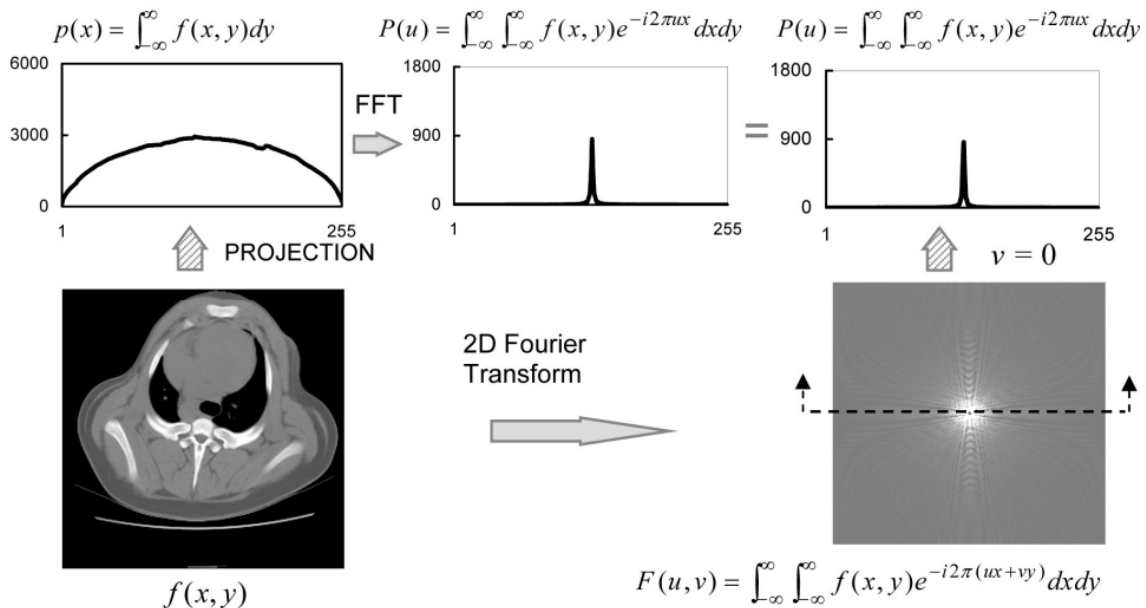 p(x) = ∫_{-∞}^{∞} f(x, y)dy
P(u) = ∫_{-∞}^{∞} ∫_{-∞}^{∞} f(x, y)e^{-i2πux} dxdy
P(u) = ∫_{-∞}^{∞} ∫_{-∞}^{∞} f(x, y)e^{-i2πux} dxdy
6000
3000
0
1
255
FFT
1800
900
0
1
255
=
1800
900
0
1
255
PROJECTION
v = 0
2D Fourier
Transform
f(x, y)
F(u, v) = ∫_{-∞}^{∞} ∫_{-∞}^{∞} f(x, y)e^{-i2π(ux+vy)} dxdy